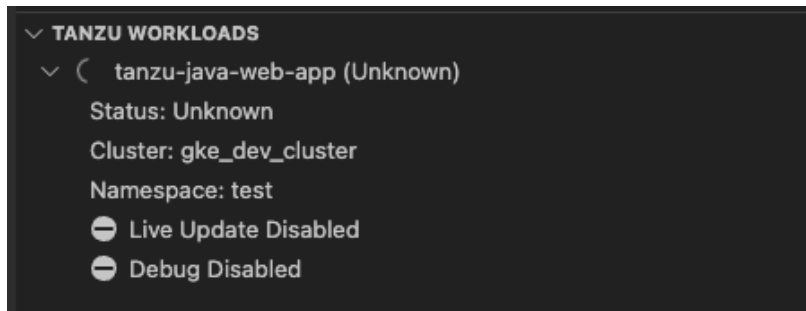 TANZU WORKLOADS
tanzu-java-web-app (Unknown)
Status: Unknown
Cluster: gke_dev_cluster
Namespace: test
Live Update Disabled
Debug Disabled